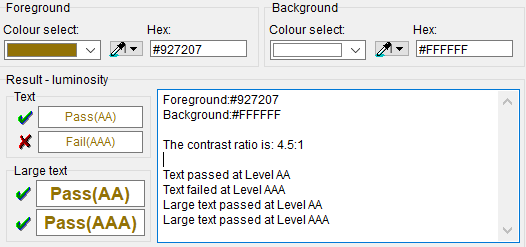 Foreground
Colour select:
Hex:
#927207
Background
Colour select:
Hex:
#FFFFFF
Result - luminosity
Text
Pass(AA)
Fail(AAA)
Large text
Pass(AA)
Pass(AAA)
Foreground:#927207
Background:#FFFFFF
The contrast ratio is: 4.5:1
Text passed at Level AA
Text failed at Level AAA
Large text passed at Level AA
Large text passed at Level AAA